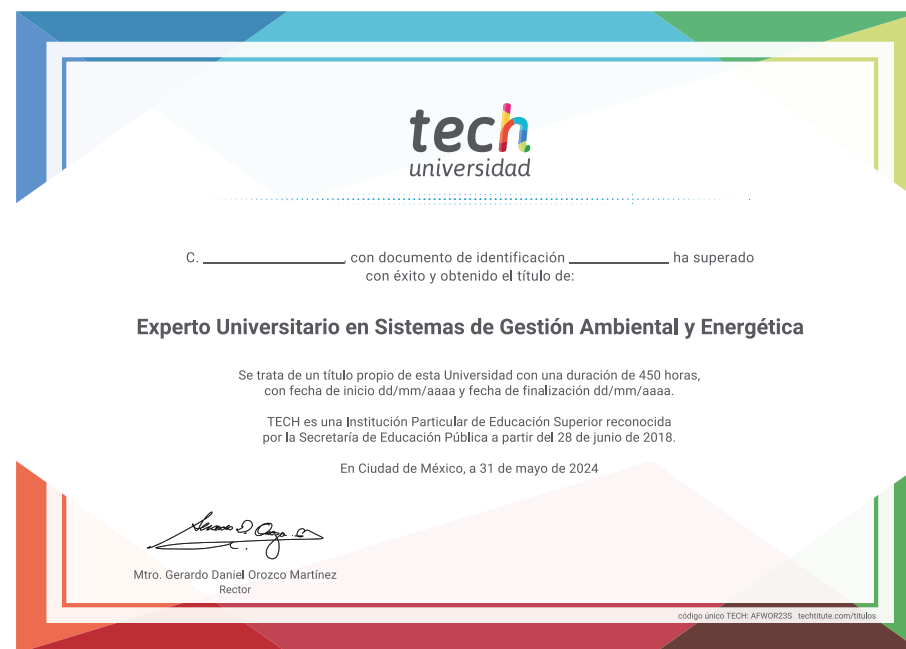 tech
universidad
C. ____________, con documento de identificación ____________ ha superado
con éxito y obtenido el título de:
Experto Universitario en Sistemas de Gestión Ambiental y Energética
Se trata de un título propio de esta Universidad con una duración de 450 horas,
con fecha de inicio dd/mm/aaaa y fecha de finalización dd/mm/aaaa.
TECH es una Institución Particular de Educación Superior reconocida
por la Secretaría de Educación Pública a partir del 28 de junio de 2018.
En Ciudad de México, a 31 de mayo de 2024
Mtro. Gerardo Daniel Orozco Martínez
Rector
código único TECH: AFWOR23S techtitute.com/titulos